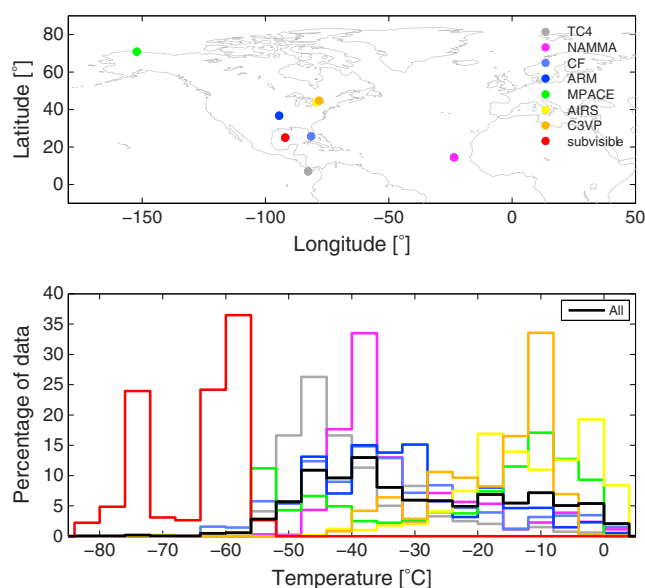 80
60
40
20
0
Latitude [°]
−150 −100 −50 0 50
Longitude [°]
TC4
NAMMA
CF
ARM
MPACE
AIRS
C3VP
subvisible
40
35
30
25
20
15
10
5
0
Percentage of data
All
−80 −70 −60 −50 −40 −30 −20 −10 0
Temperature [°C]